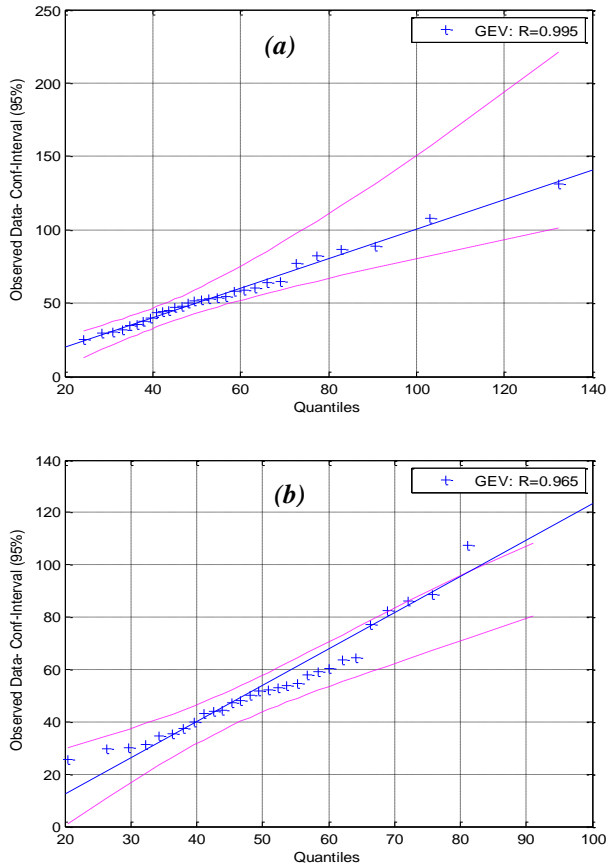 (a)
GEV: R=0.995
250
200
150
100
50
0
20 40 60 80 100 120 140
Quantiles
Observed Data- Conf-Interval (95%)
(b)
GEV: R=0.965
140
120
100
80
60
40
20
0
20 30 40 50 60 70 80 90 100
Quantiles
Observed Data- Conf-Interval (95%)